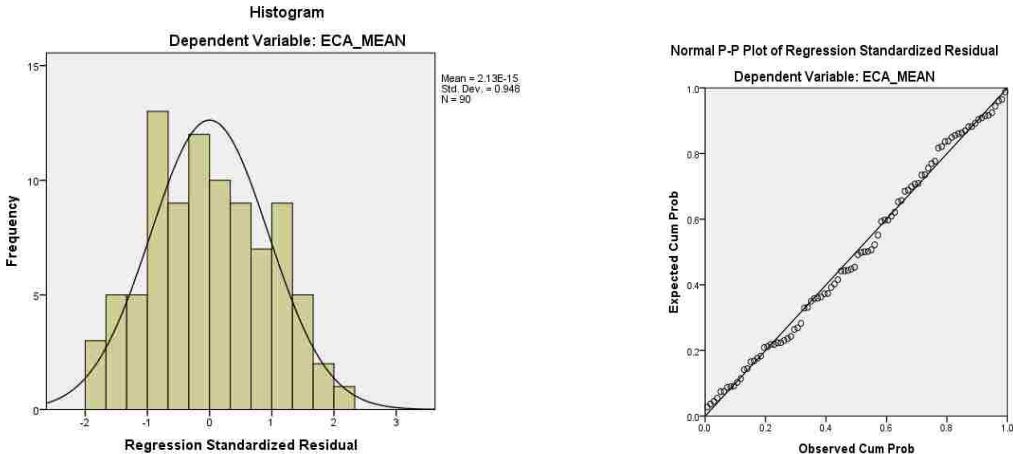 Histogram
Dependent Variable: ECA_MEAN
15
10
5
0
Frequency
-2
-1
0
1
2
3
Regression Standardized Residual
Mean = 2.13E-15
Std. Dev. = 0.948
N = 90
Normal P-P Plot of Regression Standardized Residual
Dependent Variable: ECA_MEAN
1.0
0.8
0.6
0.4
0.2
0.0
Expected Cum Prob
0.0
0.2
0.4
0.6
0.8
1.0
Observed Cum Prob